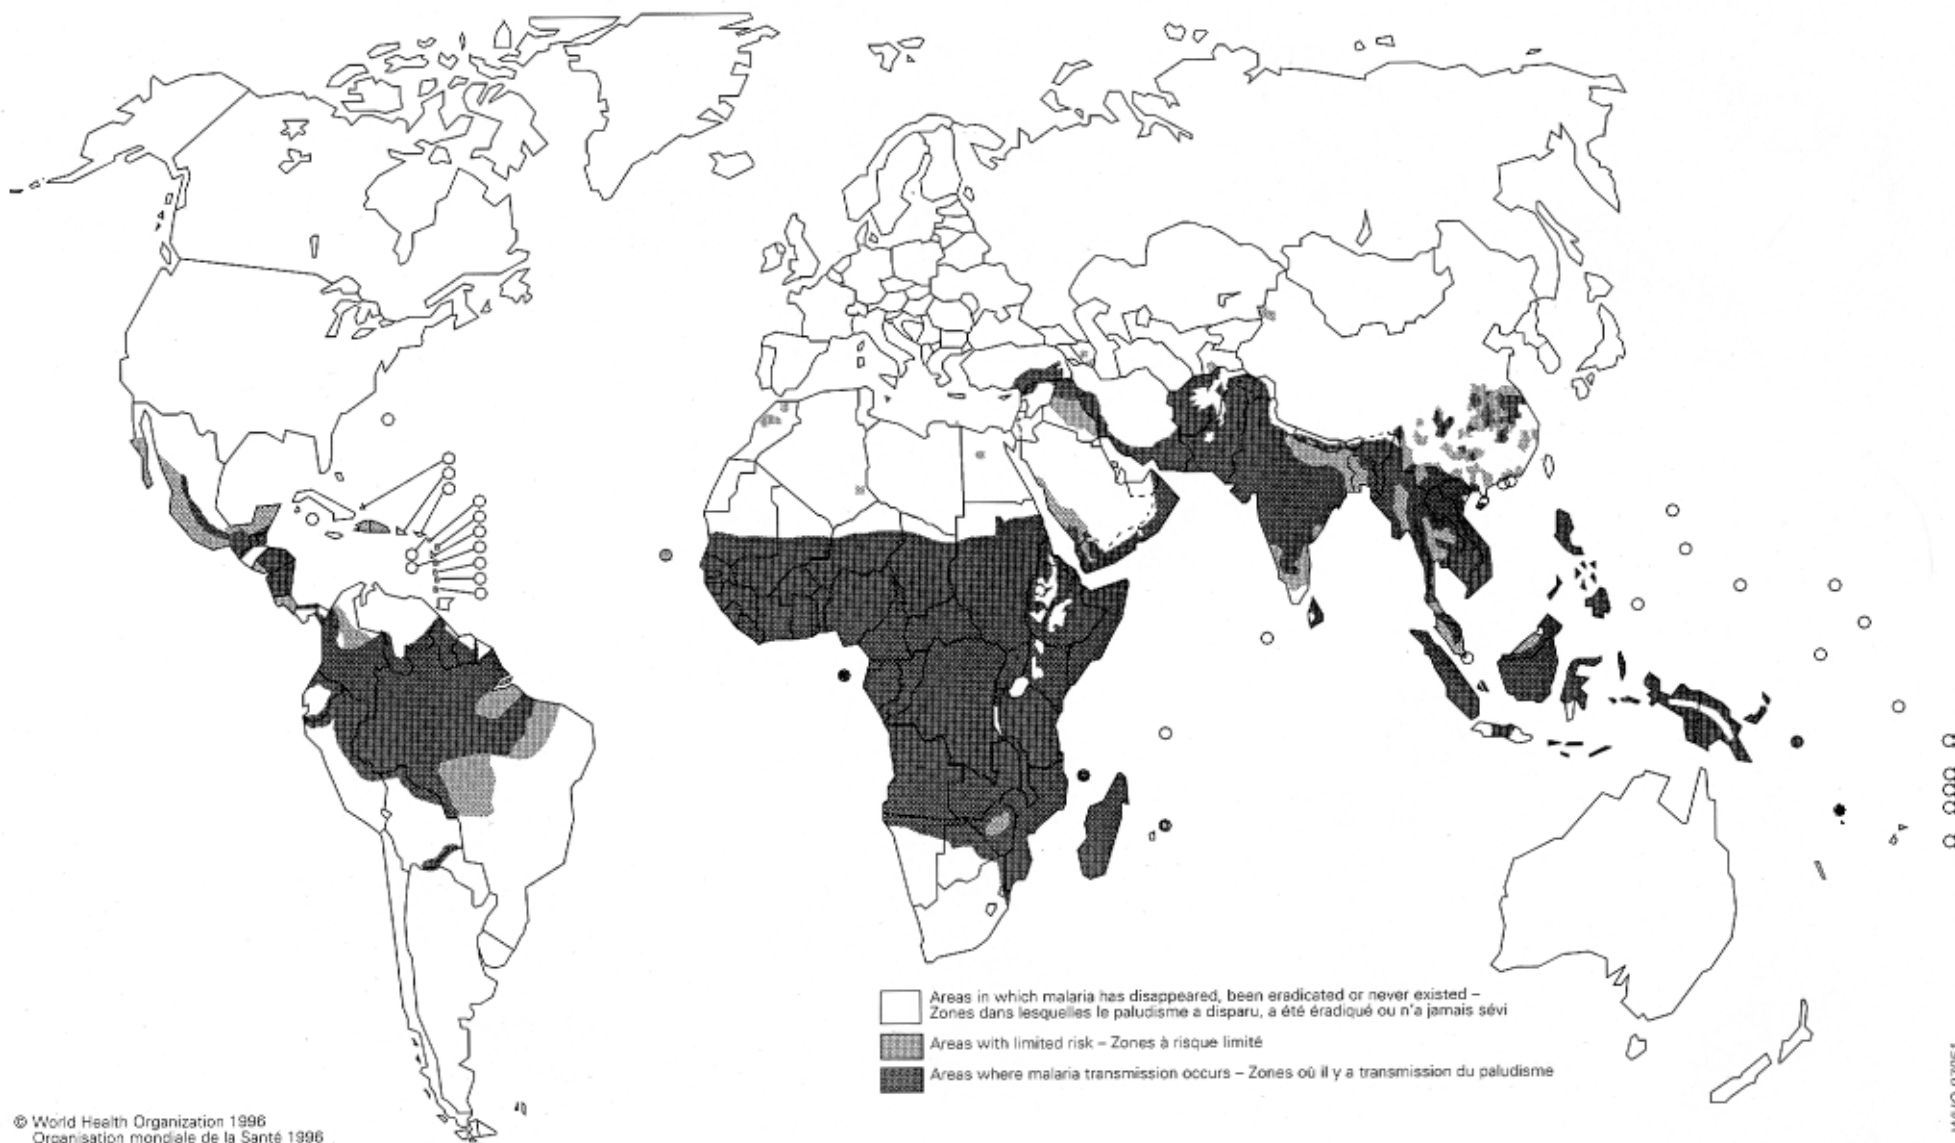 Areas in which malaria has disappeared, been eradicated or never existed –
Zones dans lesquelles le paludisme a disparu, a été éradiqué ou n'a jamais sévi
Areas with limited risk – Zones à risque limité
Areas where malaria transmission occurs – Zones où il y a transmission du paludisme
© World Health Organization 1996
Organisation mondiale de la Santé 1996